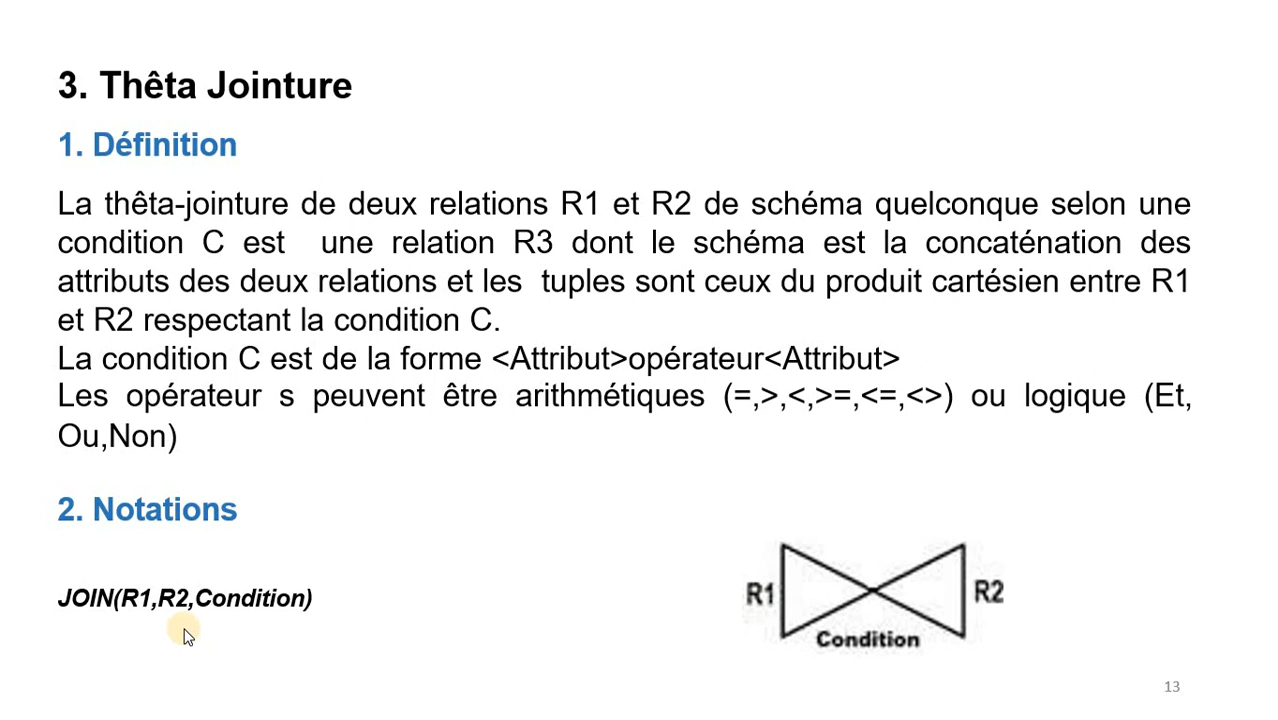 3. Thêta Jointure
1. Définition
La thêta-jointure de deux relations R1 et R2 de schéma quelconque selon une
condition C est une relation R3 dont le schéma est la concaténation des
attributs des deux relations et les tuples sont ceux du produit cartésien entre R1
et R2 respectant la condition C.
La condition C est de la forme <Attribut>opérateur<Attribut>
Les opérateur s peuvent être arithmétiques (=,>,<,>=,<=,<>) ou logique (Et,
Ou,Non)
2. Notations
JOIN(R1,R2,Condition)
R1
R2
Condition
13